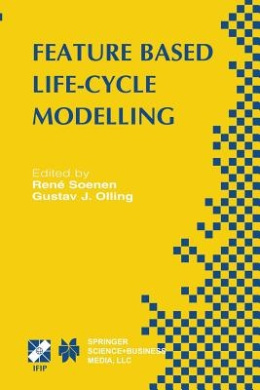 FEATURE BASED
LIFE-CYCLE
MODELLING
Edited by
René Soenen
Gustav J. Olling
IFIP
SPRINGER
SCIENCE+BUSINESS
MEDIA, LLC